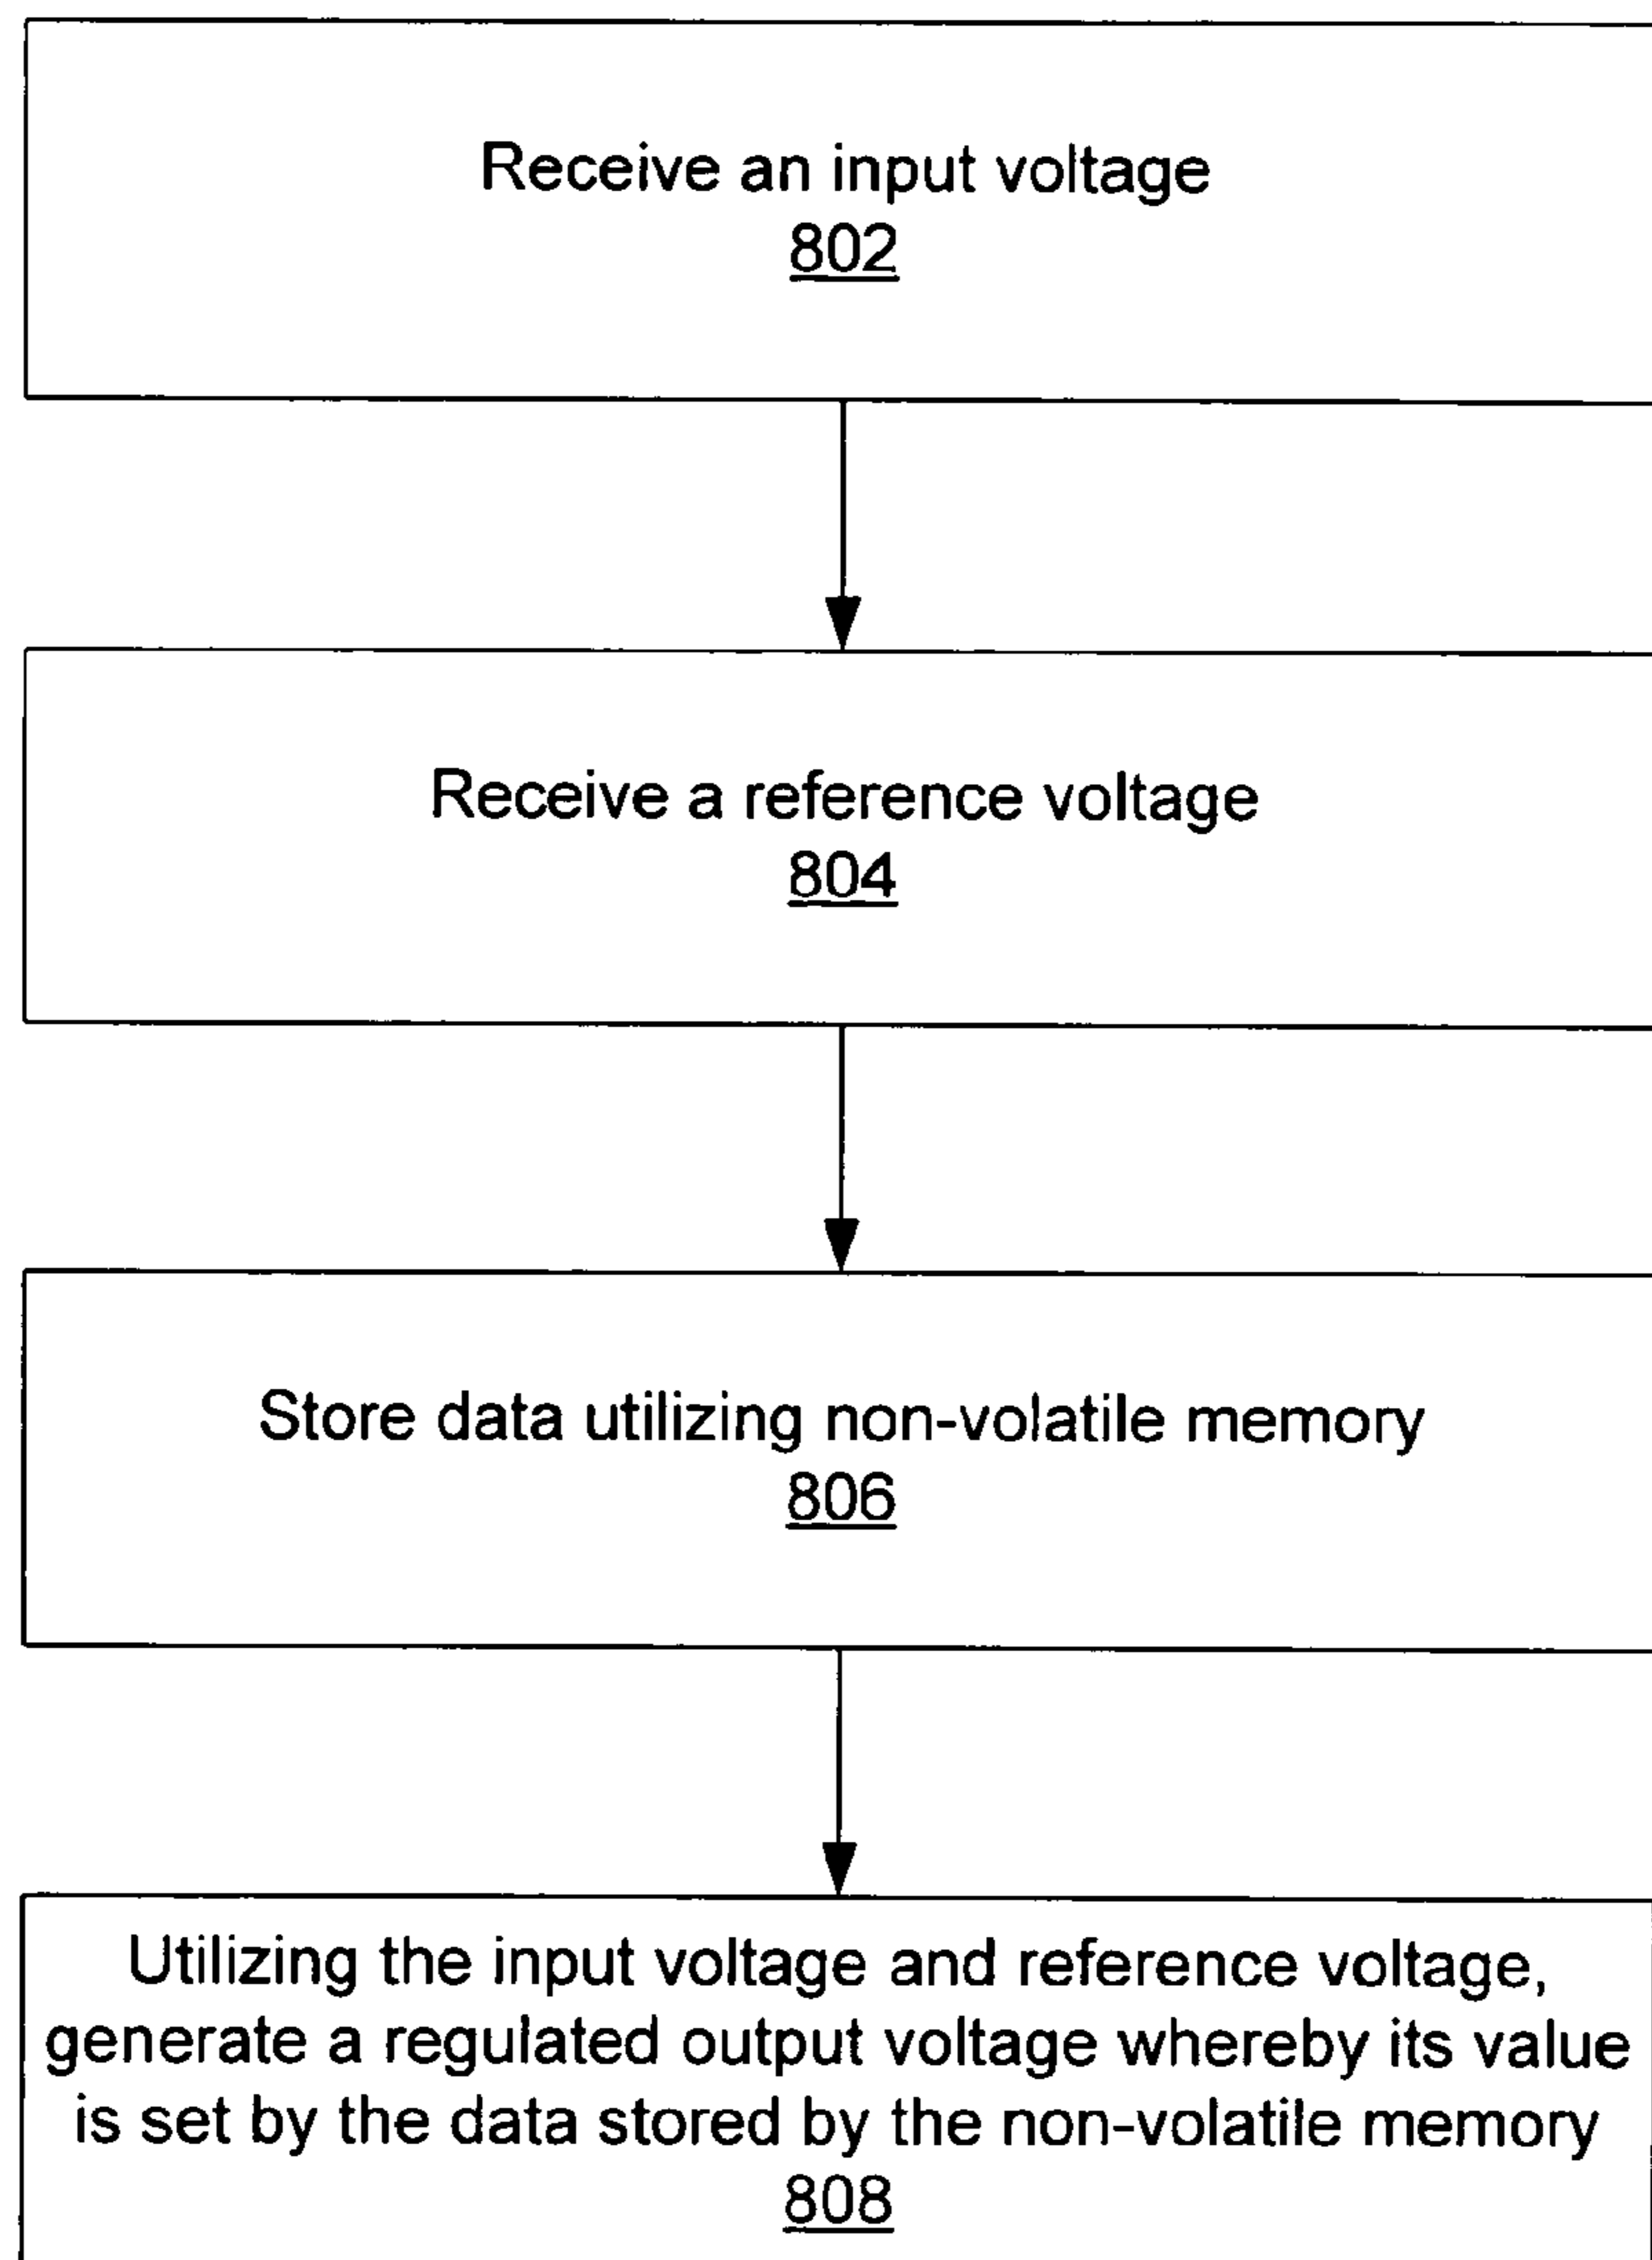 Receive an input voltage
802
Receive a reference voltage
804
Store data utilizing non-volatile memory
806
Utilizing the input voltage and reference voltage,
generate a regulated output voltage whereby its value
is set by the data stored by the non-volatile memory
808